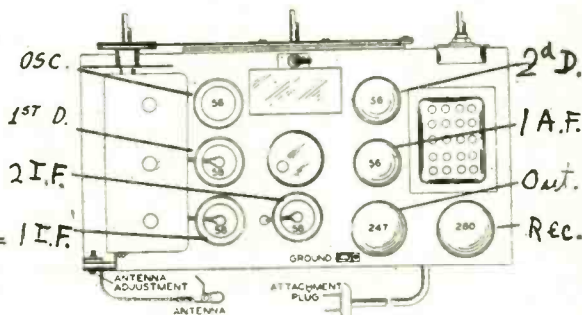 OSC.
56
56
2d D.
1ST D.
58
56
1 A.F.
2 I.F.
58
Out.
1 I.F.
58
247
280
REC.
GROUND
ANTENNA
ADJUSTMENT
ATTACHMENT
PLUG
ANTENNA